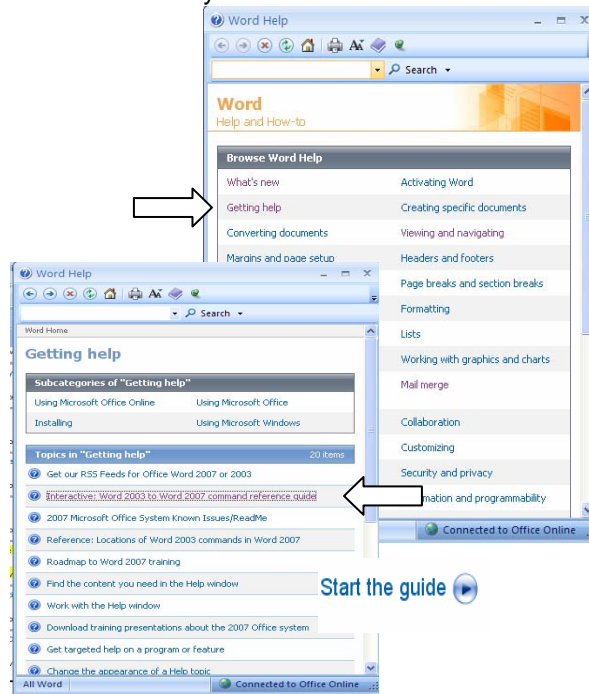 Word Help
Search
Word
Help and How-to
Browse Word Help
What's new
Activating Word
Getting help
Creating specific documents
Converting documents
Viewing and navigating
Margins and page setup
Headers and footers
Page breaks and section breaks
Formatting
Lists
Working with graphics and charts
Mail merge
Collaboration
Customizing
Security and privacy
and programmability
Connected to Office Online
Word Help
Search
Word Home
Getting help
Subcategories of "Getting help"
Using Microsoft Office Online
Using Microsoft Office
Installing
Using Microsoft Windows
Topics in "Getting help"
20 items
Get our RSS Feeds for Office Word 2007 or 2003
Interactive: Word 2003 to Word 2007 command reference guide
2007 Microsoft Office System Known Issues/ReadMe
Reference: Locations of Word 2003 commands in Word 2007
Roadmap to Word 2007 training
Find the content you need in the Help window
Work with the Help window
Download training presentations about the 2007 Office system
Get targeted help on a program or feature
Change the appearance of a Help topic
All Word
Connected to Office Online
Start the guide